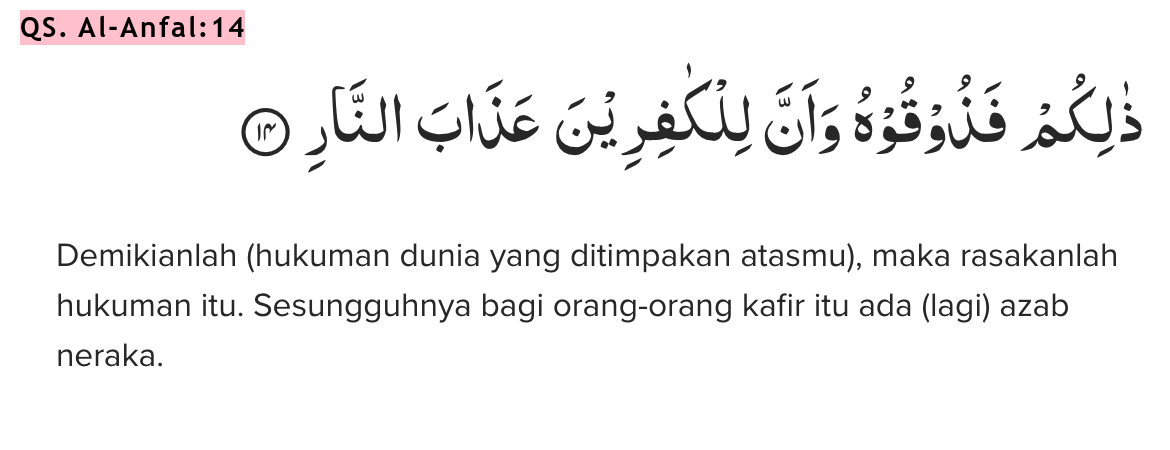 QS. Al-Anfal:14
ذٰلِكُمْ فَذُوْقُوْهُ وَاَنَّ لِلْكٰفِرِيْنَ عَذَابَ النَّارِ ١٤
Demikianlah (hukuman dunia yang ditimpakan atasmu), maka rasakanlah
hukuman itu. Sesungguhnya bagi orang-orang kafir itu ada (lagi) azab
neraka.